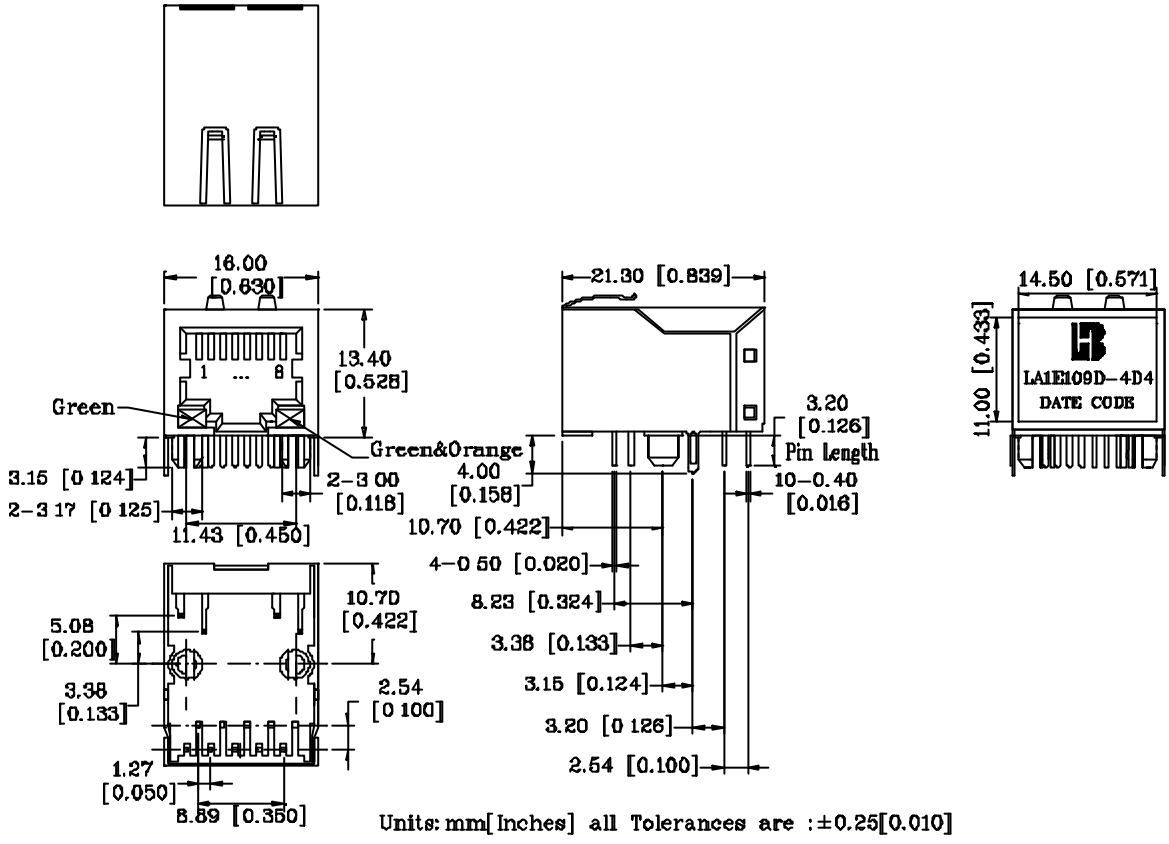 16.00
[0.630]
21.30 [0.839]
14.50 [0.571]
13.40
[0.528]
1 ... 8
11.00 [0.433]
LA1E109D-4D4
DATE CODE
Green
Green&Orange
3.20
[0.126]
Pin Length
3.15 [0 124]
2-3 00
[0.118]
4.00
[0.158]
10-0.40
[0.016]
2-3 17 [0 125]
11.43 [0.450]
10.70 [0.422]
4-0 50 [0.020]
10.70
[0.422]
8.23 [0.324]
5.08
[0.200]
3.38 [0.133]
3.38
[0.133]
2.54
[0 100]
3.15 [0.124]
3.20 [0 126]
1.27
[0.050]
2.54 [0.100]
8.89 [0.350]
Units: mm[Inches] all Tolerances are :±0.25[0.010]